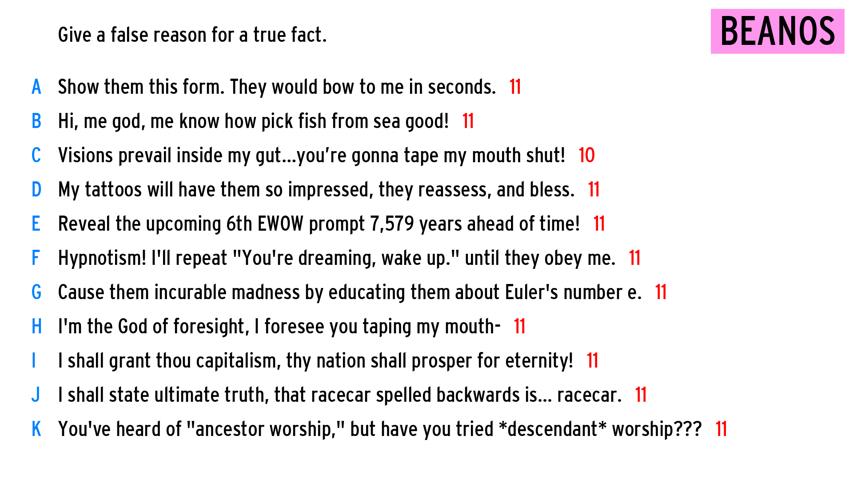 Give a false reason for a true fact.
BEANOS
A Show them this form. They would bow to me in seconds. 11
B Hi, me god, me know how pick fish from sea good! 11
C Visions prevail inside my gut...you're gonna tape my mouth shut! 10
D My tattoos will have them so impressed, they reassess, and bless. 11
E Reveal the upcoming 6th EWOW prompt 7,579 years ahead of time! 11
F Hypnotism! I'll repeat "You're dreaming, wake up." until they obey me. 11
G Cause them incurable madness by educating them about Euler's number e. 11
H I'm the God of foresight, I foresee you taping my mouth- 11
I I shall grant thou capitalism, thy nation shall prosper for eternity! 11
J I shall state ultimate truth, that racecar spelled backwards is... racecar. 11
K You've heard of "ancestor worship," but have you tried *descendant* worship??? 11